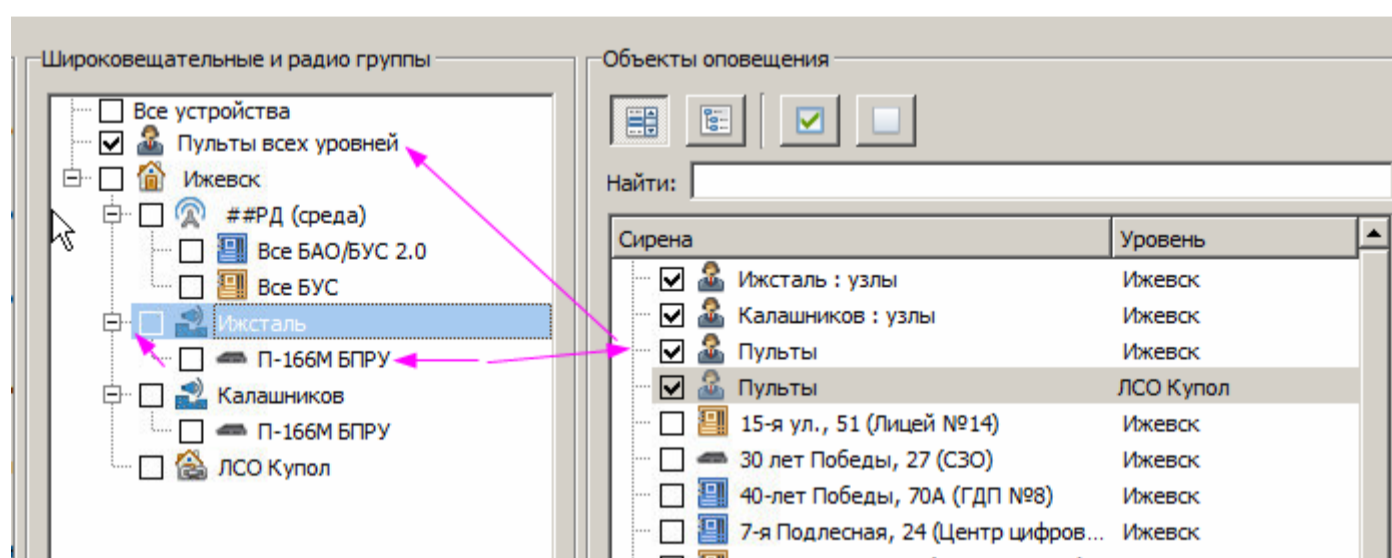 Широковещательные и радио группы
Все устройства
Пульты всех уровней
Ижевск
##РД (среда)
Все БАО/БУС 2.0
Все БУС
Ижсталь
П-166М БПРУ
Калашников
П-166М БПРУ
ЛСО Купол
Объекты оповещения
Найти:
Сирена Уровень
Ижсталь : узлы Ижевск
Калашников : узлы Ижевск
Пульты Ижевск
Пульты ЛСО Купол
15-я ул., 51 (Лицей №14) Ижевск
30 лет Победы, 27 (СЗО) Ижевск
40-лет Победы, 70А (ГДП №8) Ижевск
7-я Подлесная, 24 (Центр цифров... Ижевск